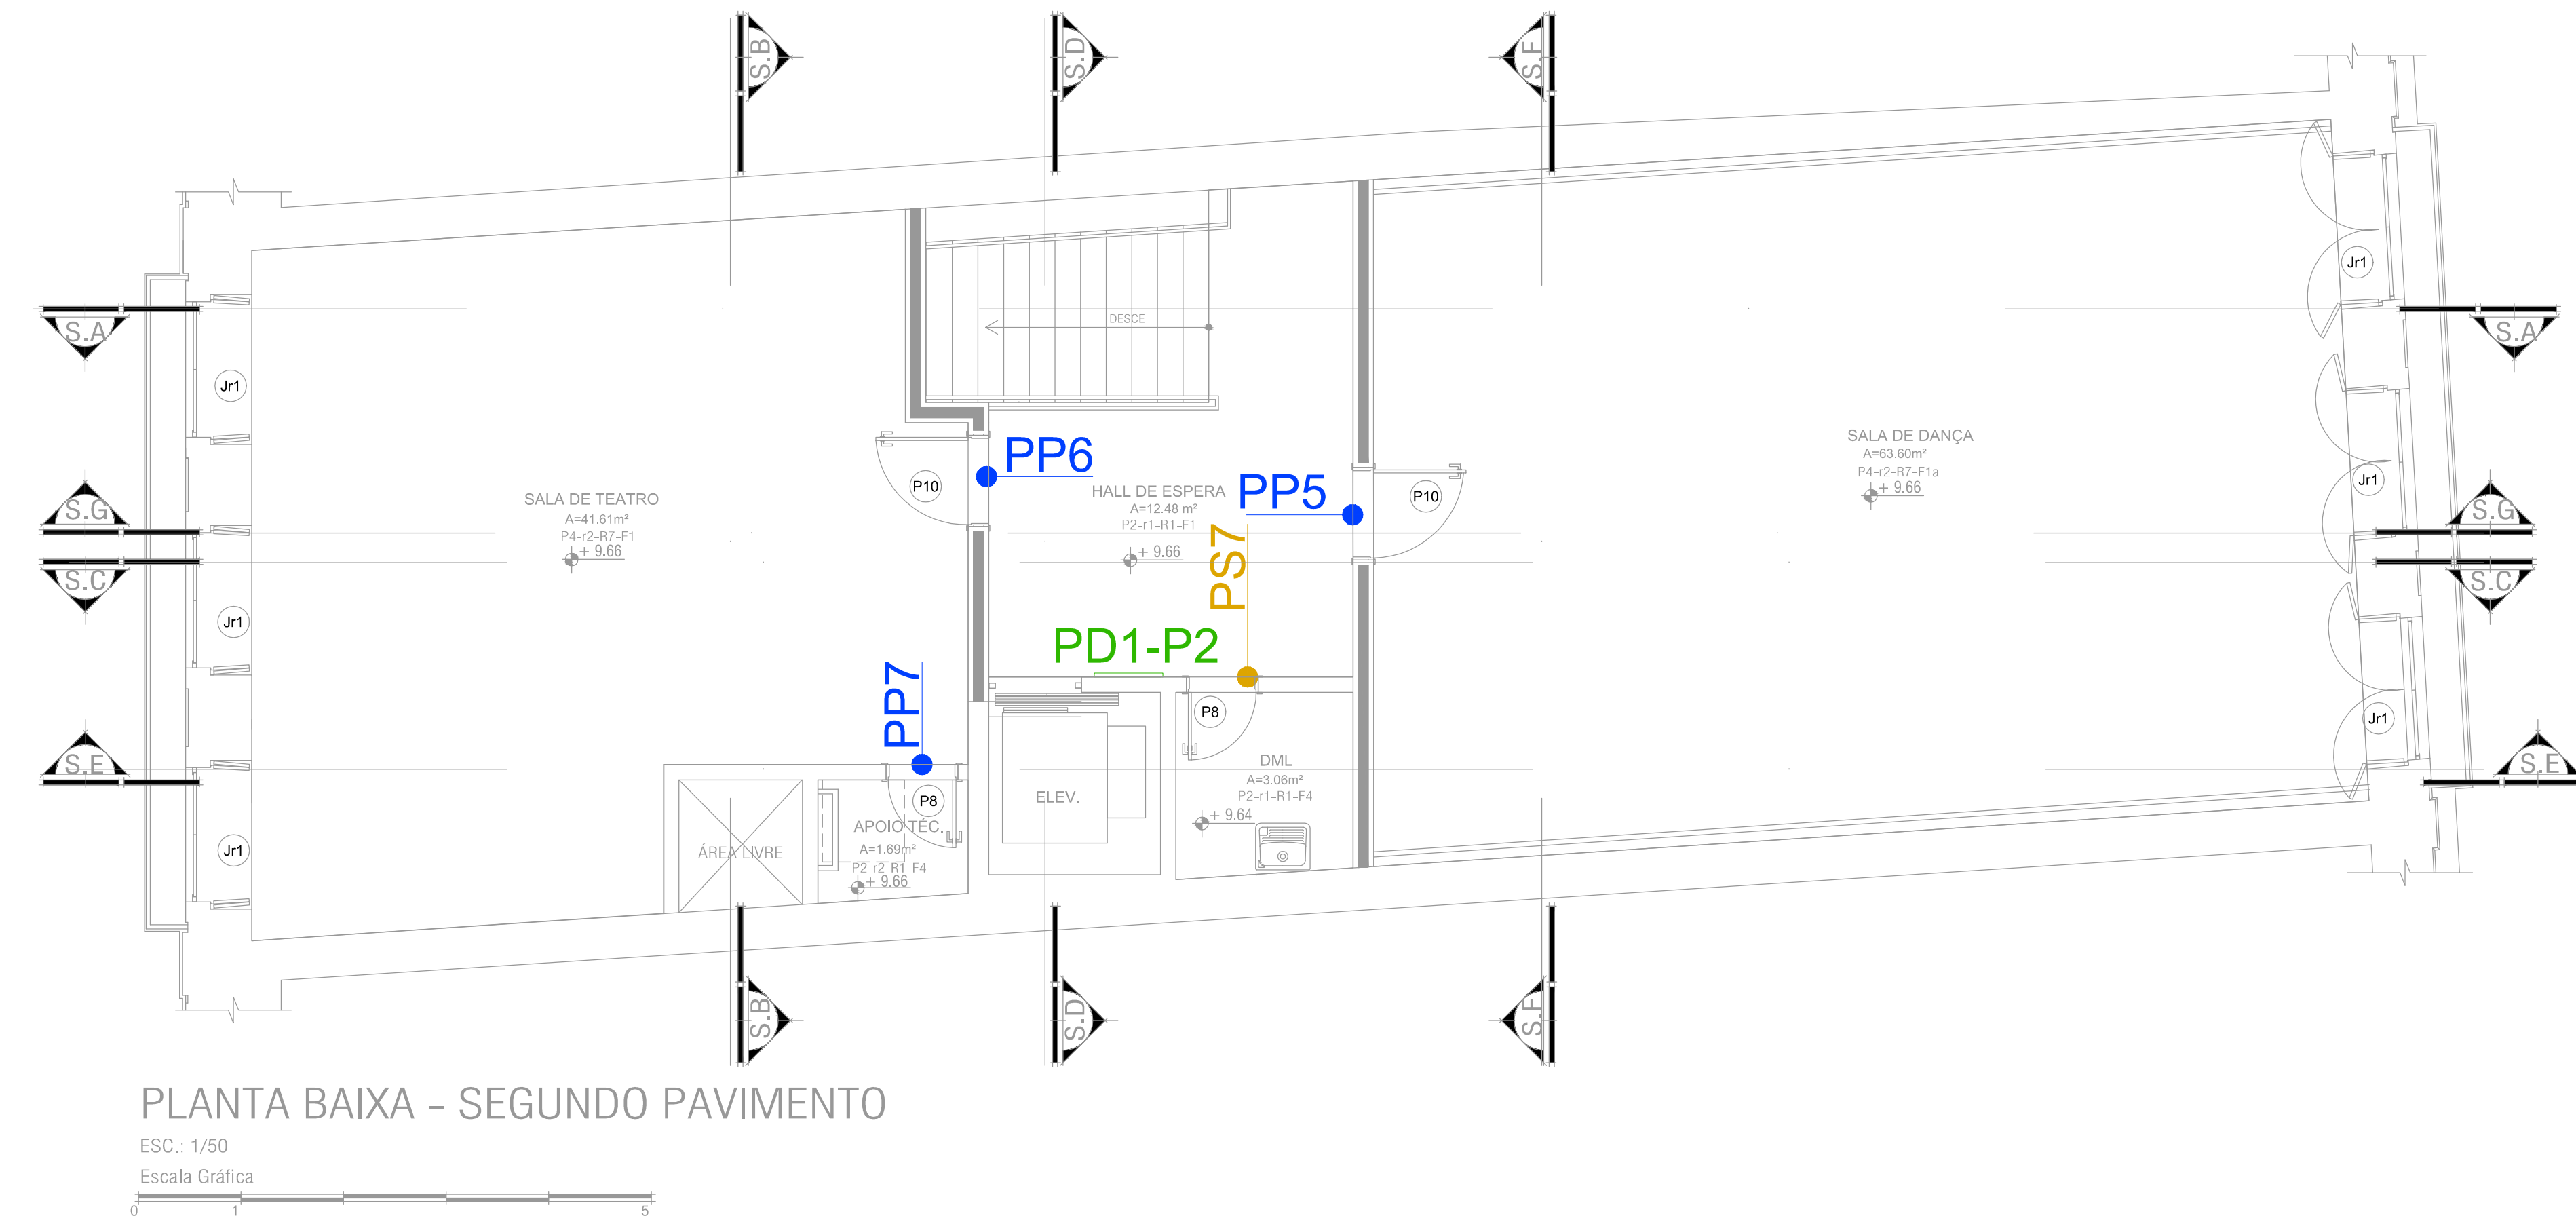 S.B
S.D
S.F
Jr1
S.A
DESCE
S.A
Jr1
SALA DE DANÇA
A=63.60m²
P4-r2-R7-F1a
+ 9.66
PP6
P10
HALL DE ESPERA
A=12.48 m²
P2-r1-R1-F1
+ 9.66
PP5
P10
Jr1
SALA DE TEATRO
A=41.61m²
P4-r2-R7-F1
+ 9.66
S.G
S.G
S.C
S.C
PS7
Jr1
PD1-P2
PP7
P8
Jr1
S.E
S.E
DML
A=3.06m²
P2-r1-R1-F4
+ 9.64
ELEV.
P8
APOIO TÉC.
A=1.69m²
P2-r2-R1-F4
+ 9.66
ÁREA LIVRE
Jr1
S.B
S.D
S.F
PLANTA BAIXA - SEGUNDO PAVIMENTO
ESC.: 1/50
Escala Gráfica
0 1 5